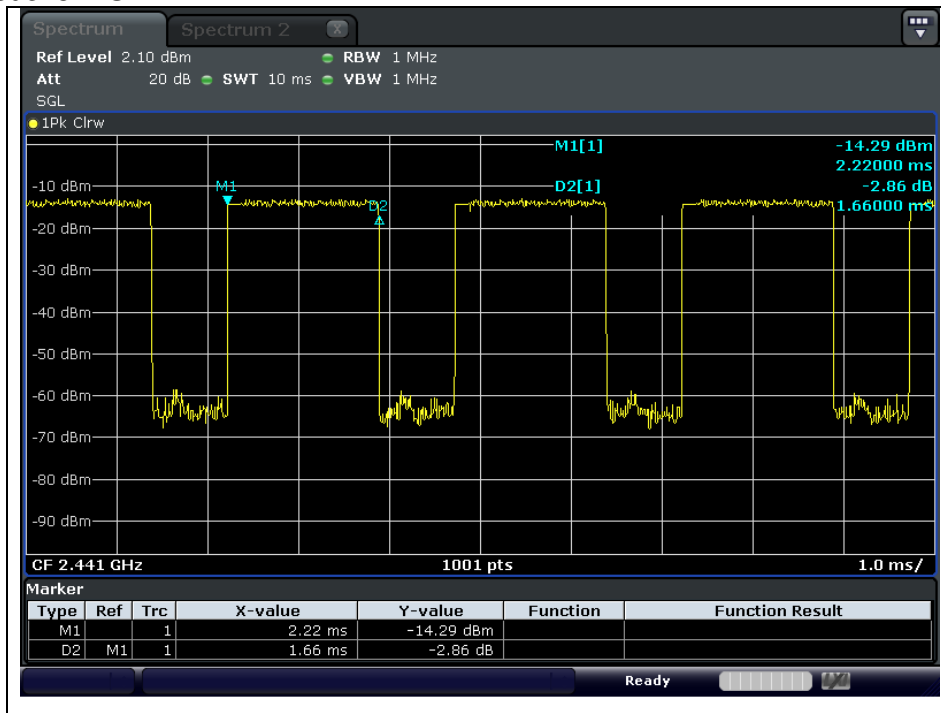 Spectrum Spectrum 2 X
Ref Level 2.10 dBm RBW 1 MHz
Att 20 dB SWT 10 ms VBW 1 MHz
SGL
1Pk Clrw
M1[1] -14.29 dBm
2.22000 ms
-10 dBm M1 D2[1] -2.86 dB
D2 1.66000 ms
-20 dBm
-30 dBm
-40 dBm
-50 dBm
-60 dBm
-70 dBm
-80 dBm
-90 dBm
CF 2.441 GHz 1001 pts 1.0 ms/
Marker
Type Ref Trc X-value Y-value Function Function Result
M1 1 2.22 ms -14.29 dBm
D2 M1 1 1.66 ms -2.86 dB
Ready